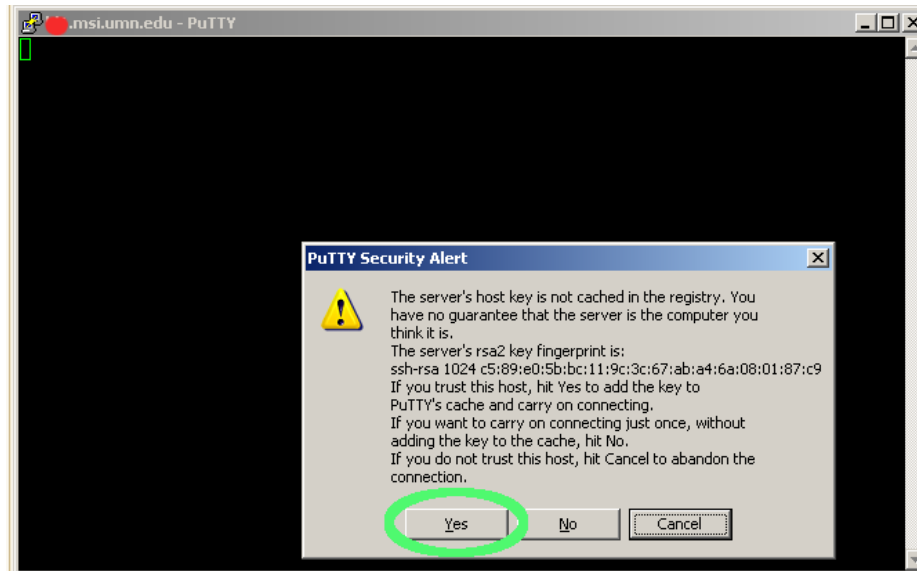 .msi.umn.edu - PuTTY
PuTTY Security Alert
The server's host key is not cached in the registry. You
have no guarantee that the server is the computer you
think it is.
The server's rsa2 key fingerprint is:
ssh-rsa 1024 c5:89:e0:5b:bc:11:9c:3c:67:ab:a4:6a:08:01:87:c9
If you trust this host, hit Yes to add the key to
PuTTY's cache and carry on connecting.
If you want to carry on connecting just once, without
adding the key to the cache, hit No.
If you do not trust this host, hit Cancel to abandon the
connection.
Yes No Cancel